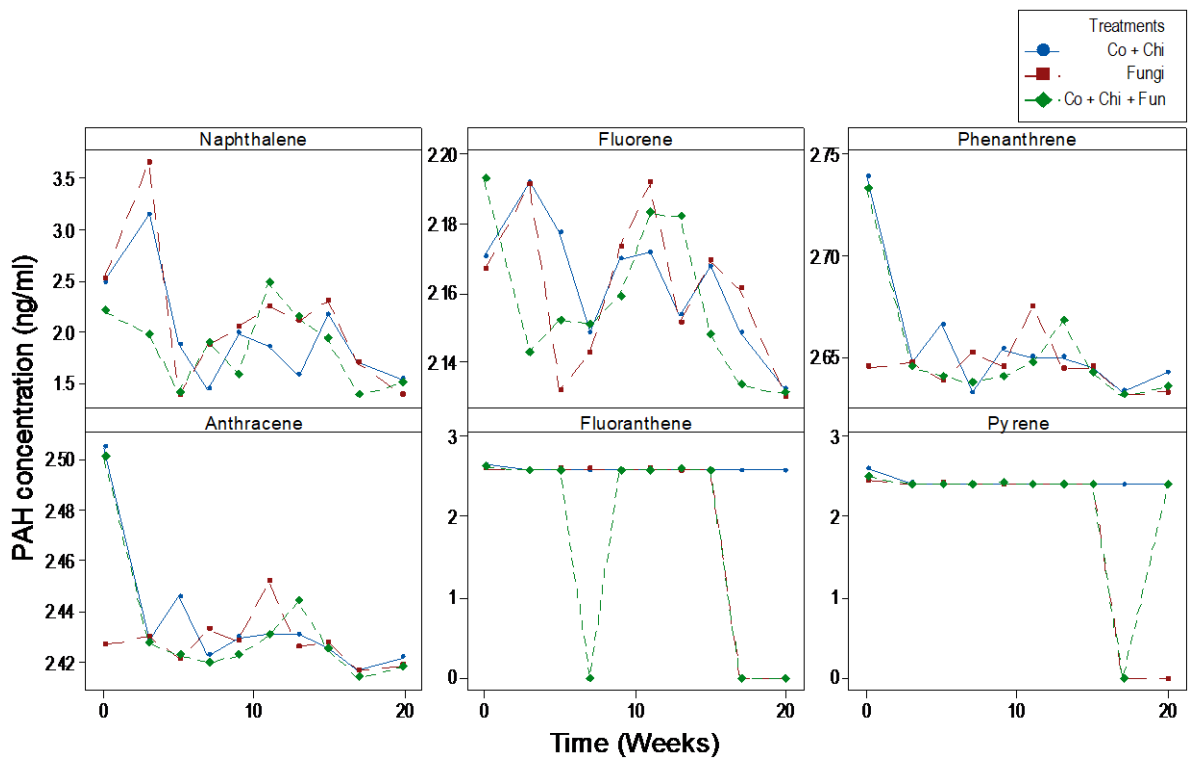 Treatments
Co + Chi
Fungi
Co + Chi + Fun
Naphthalene
Fluorene
Phenanthrene
3.5
3.0
2.5
2.0
1.5
2.20
2.18
2.16
2.14
2.75
2.70
2.65
Anthracene
Fluoranthene
Pyrene
2.50
2.48
2.46
2.44
2.42
3
2
1
0
3
2
1
0
0 10 20
0 10 20
0 10 20
PAH concentration (ng/ml)
Time (Weeks)